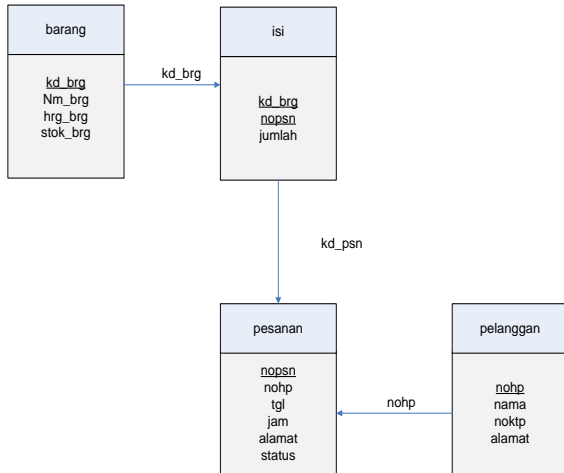 barang
kd_brg
Nm_brg
hrg_brg
stok_brg
kd_brg
isi
kd_brg
nopsn
jumlah
kd_psn
pesanan
nopsn
nohp
tgl
jam
alamat
status
nohp
pelanggan
nohp
nama
noktp
alamat